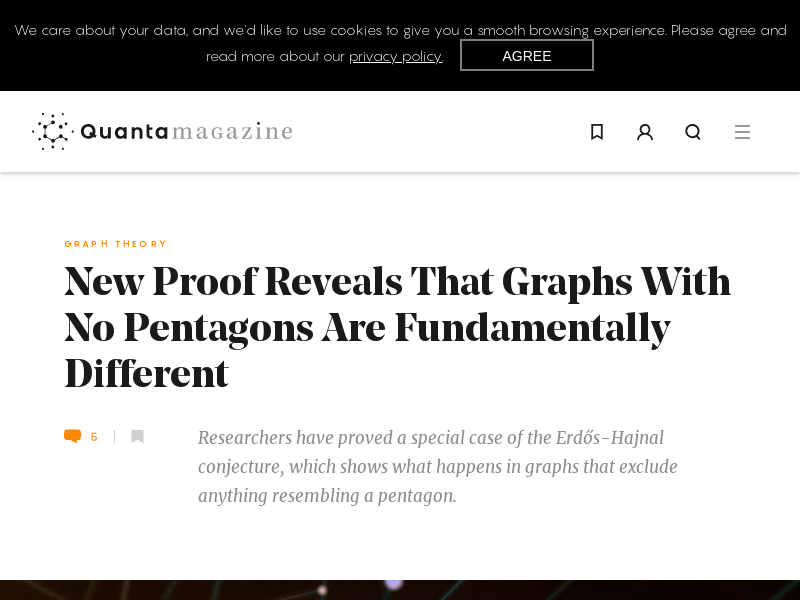 We care about your data, and we'd like to use cookies to give you a smooth browsing experience. Please agree and
read more about our privacy policy. AGREE
Quantamagazine
GRAPH THEORY
New Proof Reveals That Graphs With
No Pentagons Are Fundamentally
Different
5
Researchers have proved a special case of the Erdős–Hajnal
conjecture, which shows what happens in graphs that exclude
anything resembling a pentagon.